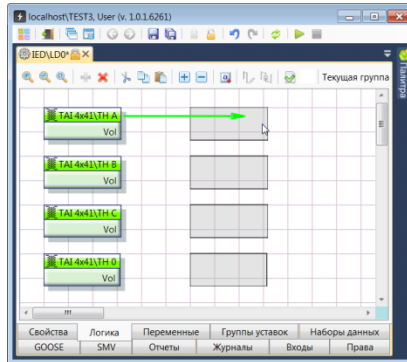 localhost\TEST3, User (v. 1.0.1.6261)
IED\LD0*
Текущая группа
Палитра
TAI 4x41\TH A
Vol
TAI 4x41\TH B
Vol
TAI 4x41\TH C
Vol
TAI 4x41\TH 0
Vol
Свойства Логика Переменные Группы уставок Наборы данных
GOOSE SMV Отчеты Журналы Входы Права